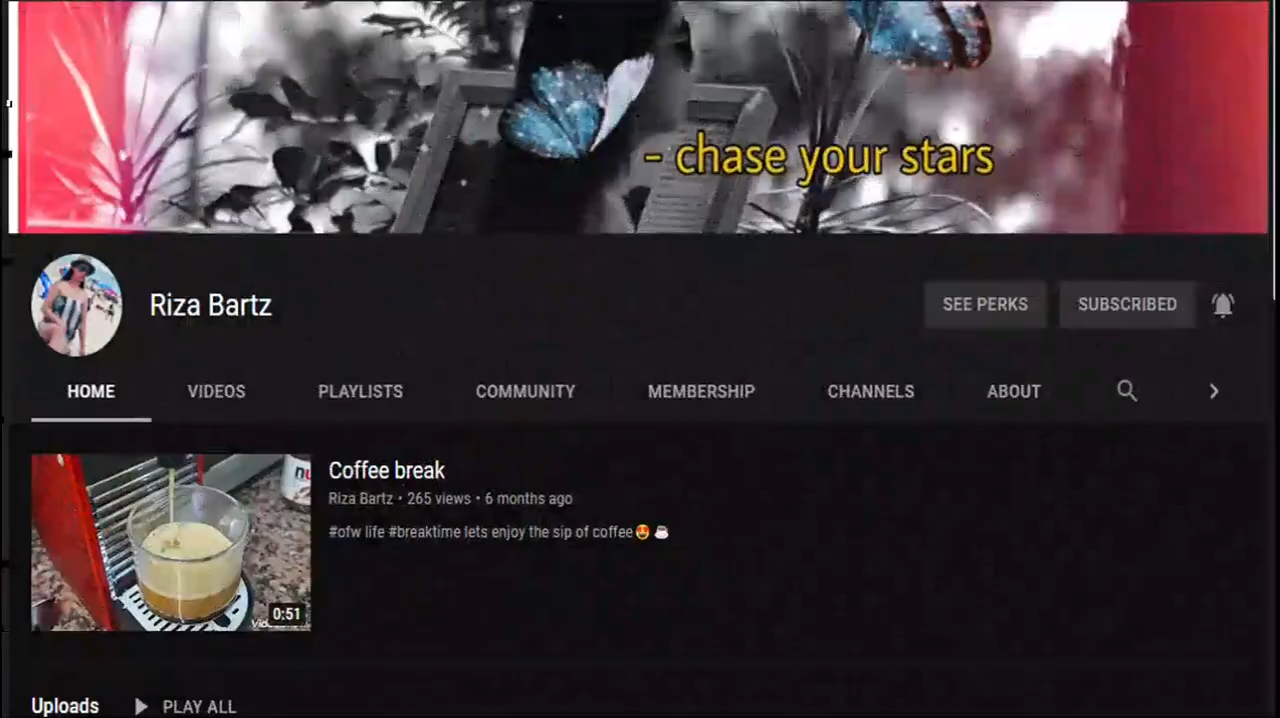 - chase your stars
Riza Bartz
SEE PERKS
SUBSCRIBED
HOME
VIDEOS
PLAYLISTS
COMMUNITY
MEMBERSHIP
CHANNELS
ABOUT
Coffee break
Riza Bartz • 265 views • 6 months ago
#ofw life #breaktime lets enjoy the sip of coffee😍☕
0:51
Uploads
PLAY ALL